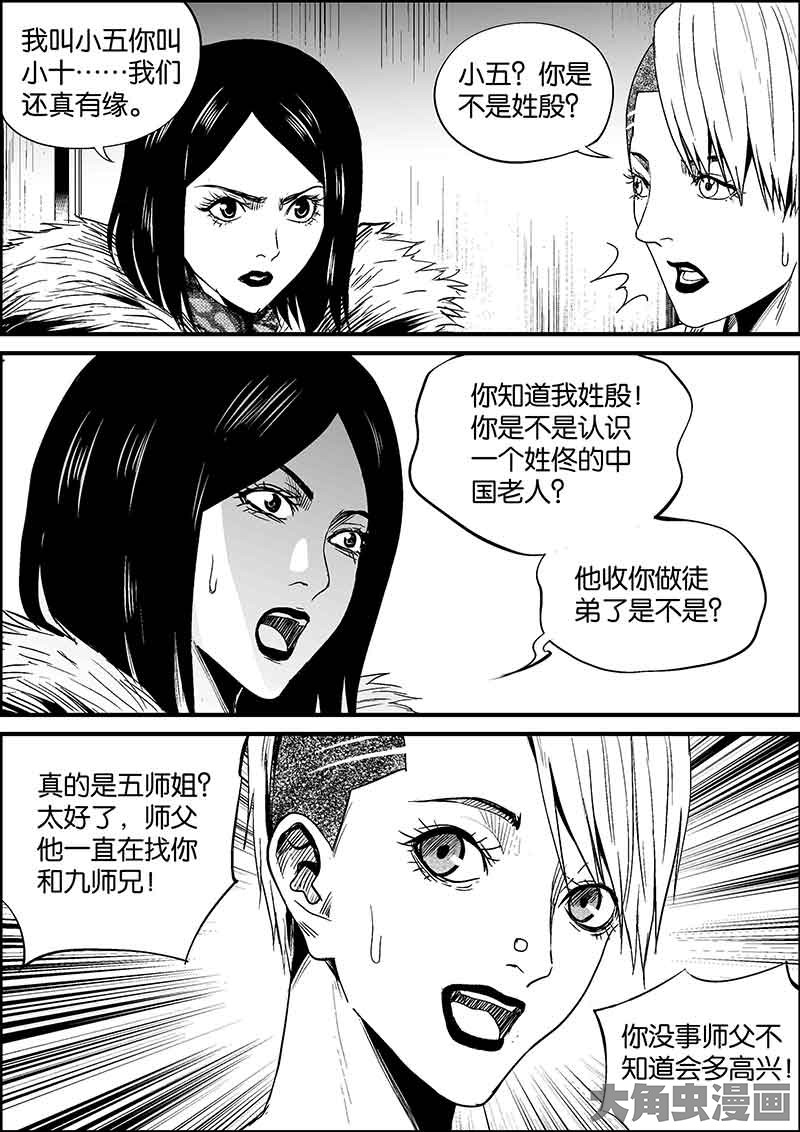 我叫小五你叫
小十……我们
还真有缘。
小五？你是
不是姓殷？
你知道我姓殷！
你是不是认识
一个姓佟的中
国老人？
他收你做徒
弟了是不是？
真的是五师姐？
太好了，师父
他一直在找你
和九师兄！
你没事师父不
知道会多高兴！
大角虫漫画